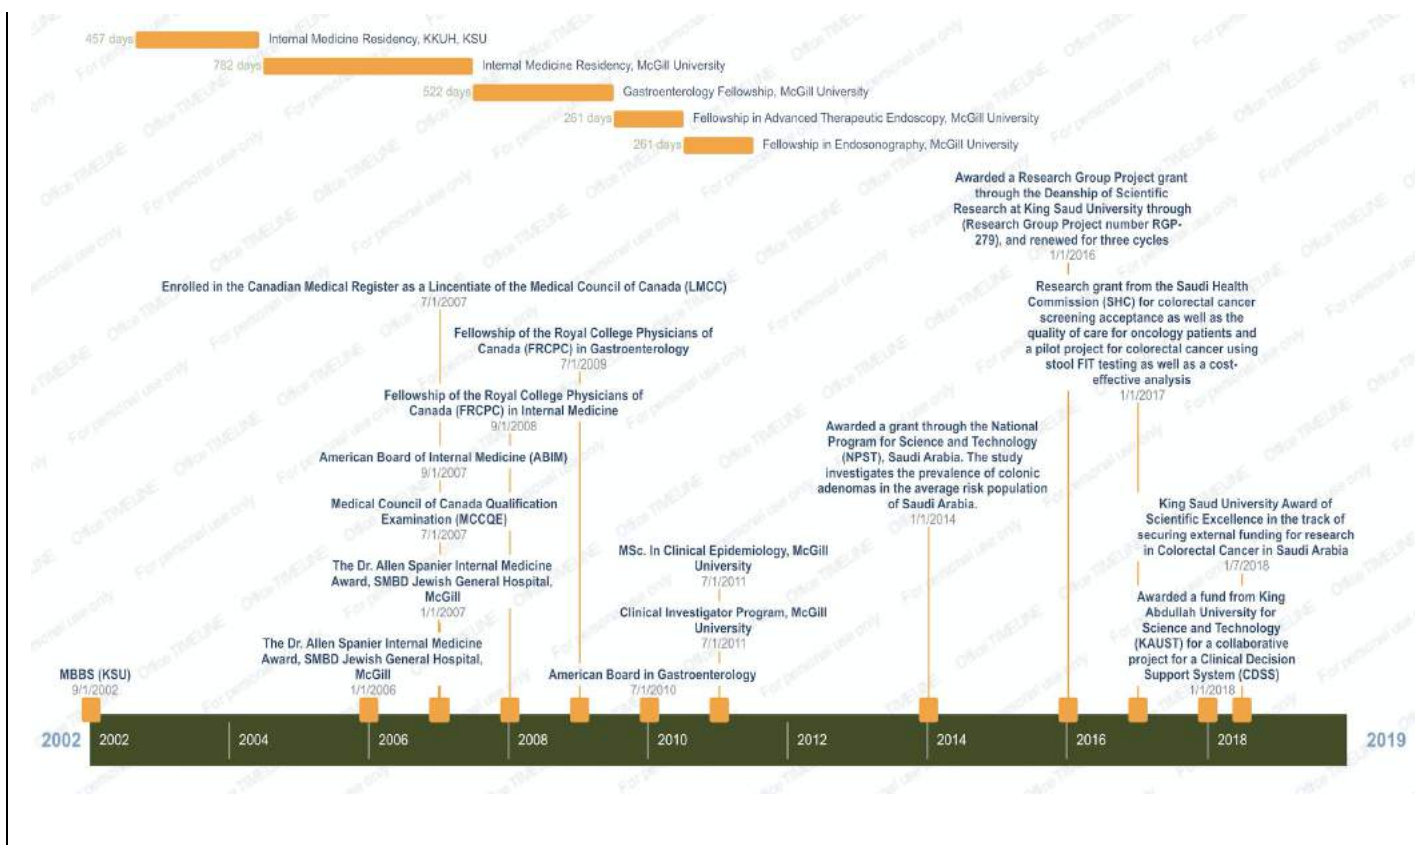 457 days Internal Medicine Residency, KKUH, KSU
782 days Internal Medicine Residency, McGill University
522 days Gastroenterology Fellowship, McGill University
261 days Fellowship in Advanced Therapeutic Endoscopy, McGill University
261 days Fellowship in Endosonography, McGill University
Awarded a Research Group Project grant
through the Deanship of Scientific
Research at King Saud University through
(Research Group Project number RGP-
279), and renewed for three cycles
1/1/2016
Enrolled in the Canadian Medical Register as a Lincentiate of the Medical Council of Canada (LMCC)
7/1/2007
Research grant from the Saudi Health
Commission (SHC) for colorectal cancer
screening acceptance as well as the
quality of care for oncology patients and
a pilot project for colorectal cancer using
stool FIT testing as well as a cost-
effective analysis
1/1/2017
Fellowship of the Royal College Physicians of
Canada (FRCPC) in Gastroenterology
7/1/2009
Fellowship of the Royal College Physicians of
Canada (FRCPC) in Internal Medicine
9/1/2008
Awarded a grant through the National
Program for Science and Technology
(NPST), Saudi Arabia. The study
investigates the prevalence of colonic
adenomas in the average risk population
of Saudi Arabia.
1/1/2014
American Board of Internal Medicine (ABIM)
9/1/2007
Medical Council of Canada Qualification
Examination (MCCQE)
7/1/2007
King Saud University Award of
Scientific Excellence in the track of
securing external funding for research
in Colorectal Cancer in Saudi Arabia
1/7/2018
MSc. In Clinical Epidemiology, McGill
University
7/1/2011
The Dr. Allen Spanier Internal Medicine
Award, SMBD Jewish General Hospital,
McGill
1/1/2007
Awarded a fund from King
Abdullah University for
Science and Technology
(KAUST) for a collaborative
project for a Clinical Decision
Support System (CDSS)
1/1/2018
Clinical Investigator Program, McGill
University
7/1/2011
The Dr. Allen Spanier Internal Medicine
Award, SMBD Jewish General Hospital,
McGill
1/1/2006
MBBS (KSU)
9/1/2002
American Board in Gastroenterology
7/1/2010
2002 2002 2004 2006 2008 2010 2012 2014 2016 2018 2019
Office TIMELINE
For personal use only